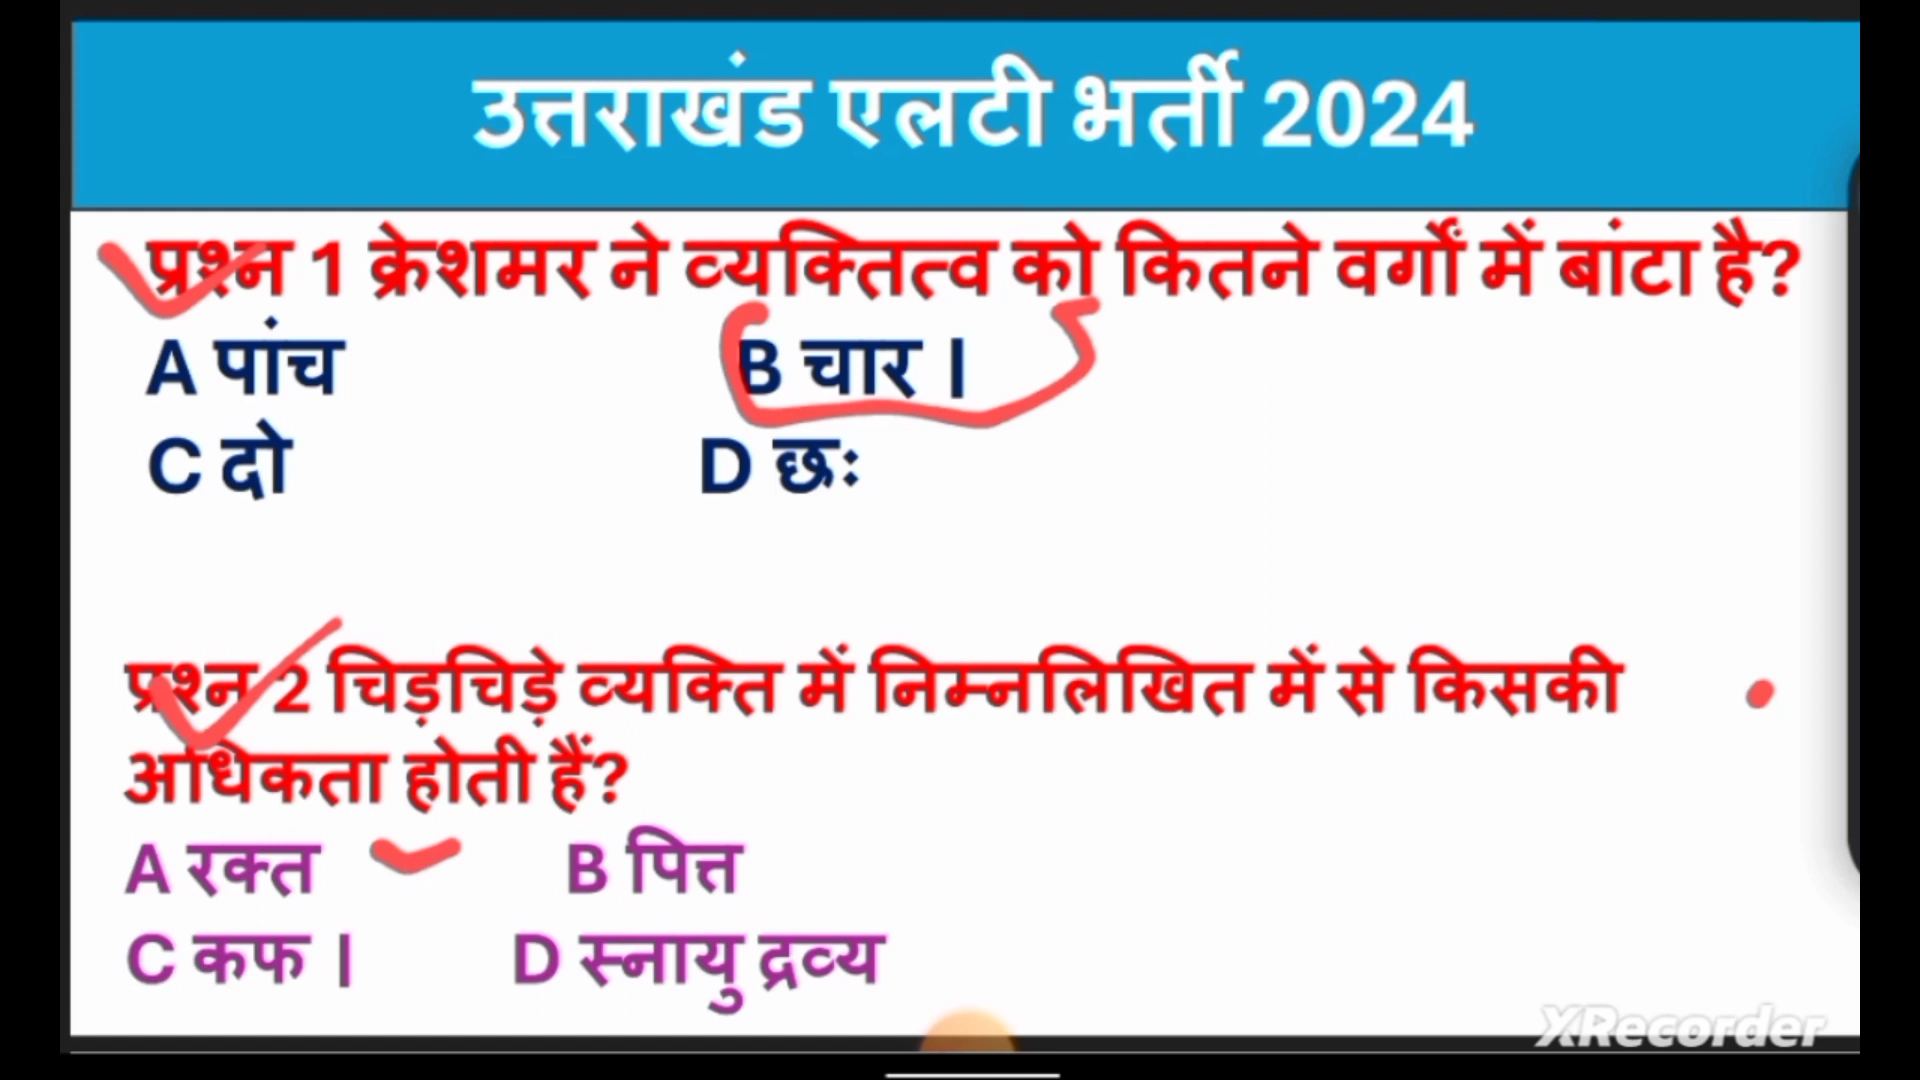 उत्तराखंड एलटी भर्ती 2024
प्रश्न 1 क्रेशमर ने व्यक्तित्व को कितने वर्गों में बांटा है?
A पांच B चार ।
C दो D छः
प्रश्न 2 चिड़चिड़े व्यक्ति में निम्नलिखित में से किसकी
अधिकता होती हैं?
A रक्त B पित्त
C कफ । D स्नायु द्रव्य
XRecorder